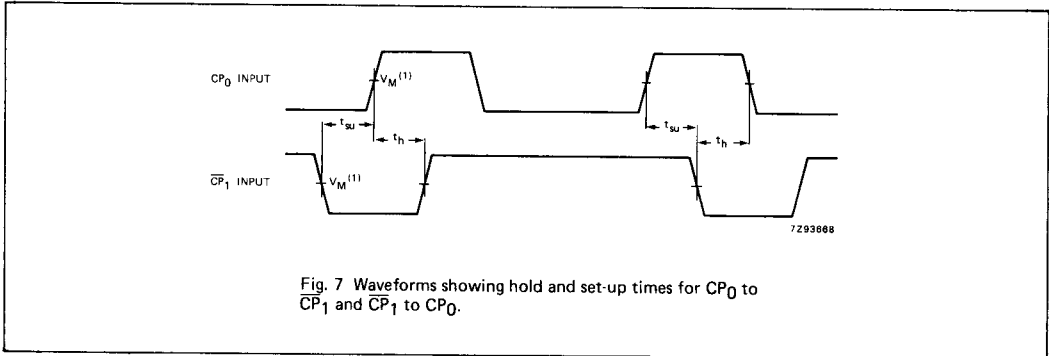 CP0 INPUT
VM(1)
tsu
th
tsu
th
CP1 INPUT
VM(1)
7Z93668
Fig. 7 Waveforms showing hold and set-up times for CP0 to
CP1 and CP1 to CP0.